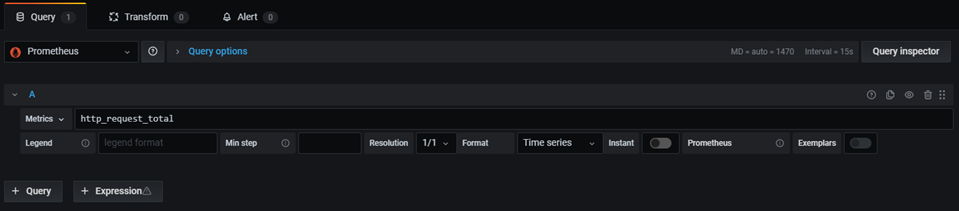 Query 1 Transform 0 Alert 0
Prometheus ? > Query options MD = auto = 1470 Interval = 15s Query inspector
A
Metrics http_request_total
Legend legend format Min step Resolution 1/1 Format Time series Instant Prometheus Exemplars
+ Query + Expression